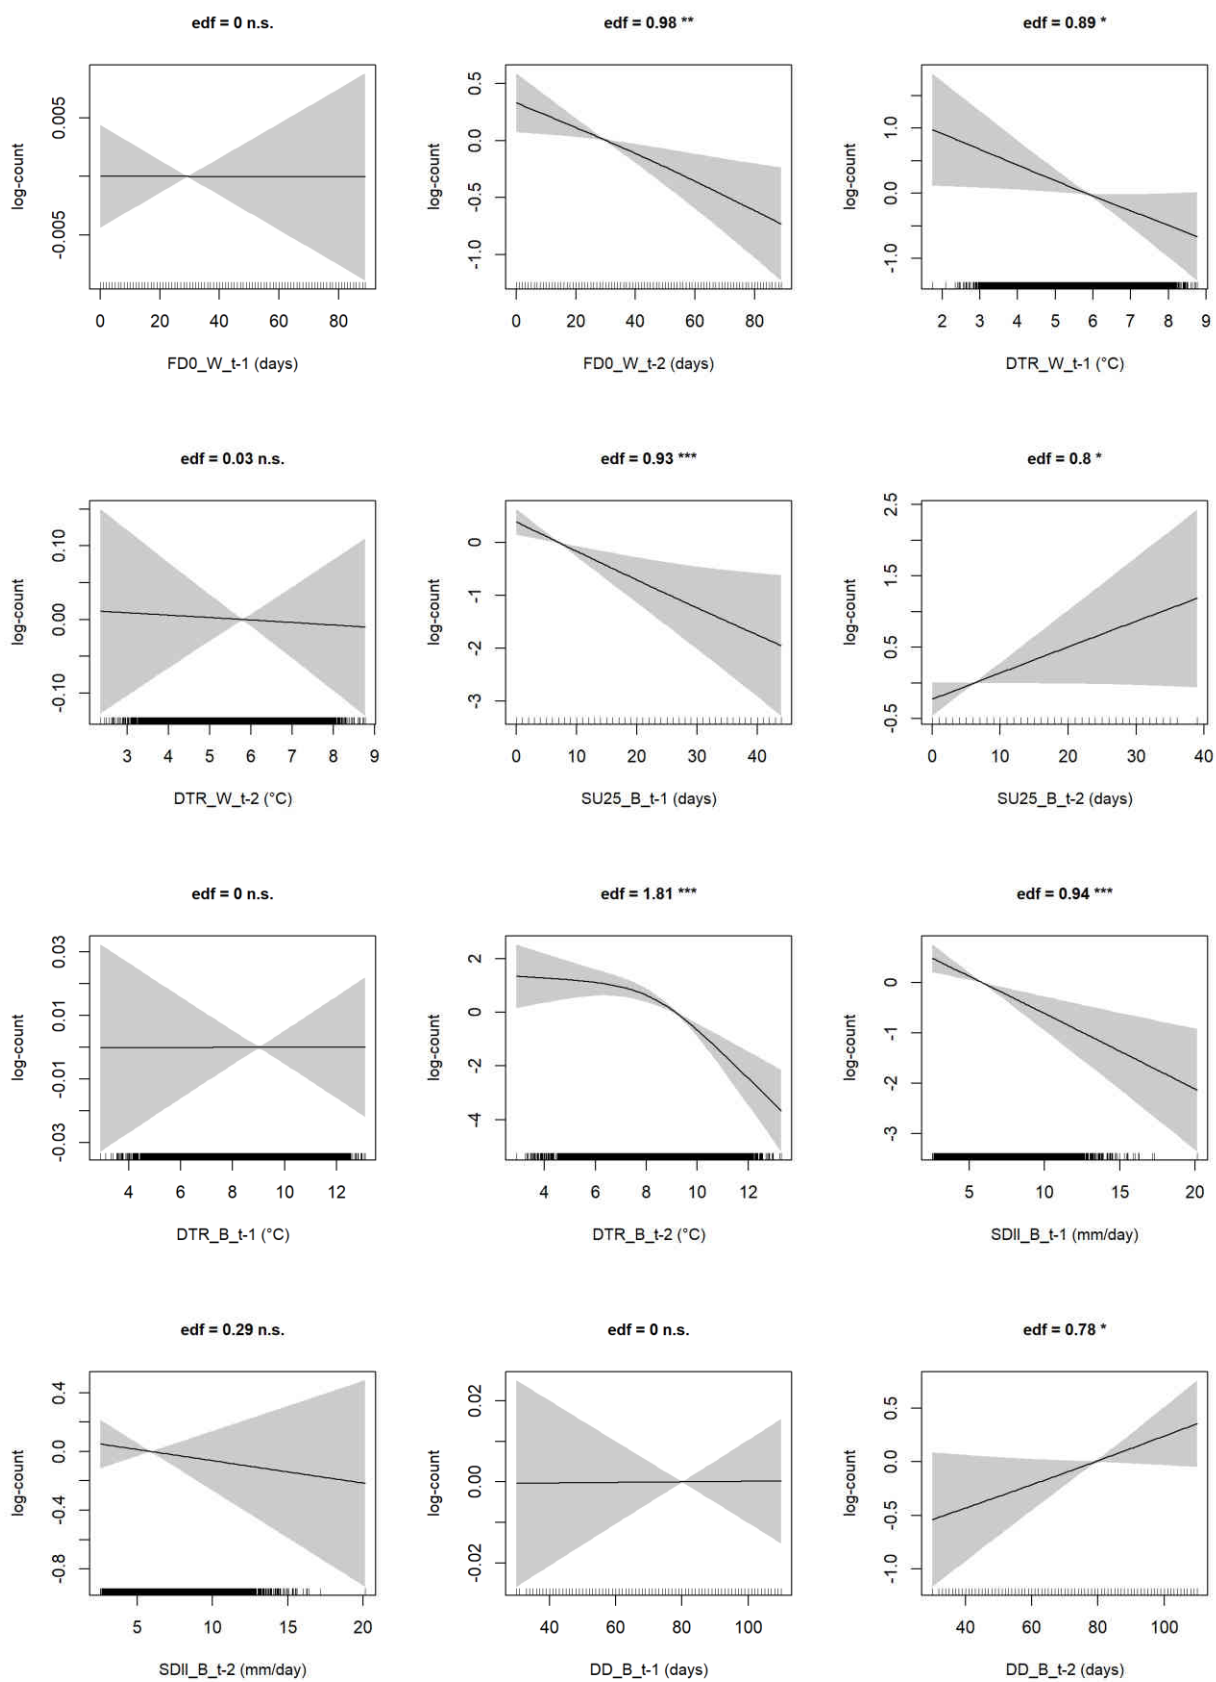 edf = 0 n.s.
edf = 0.98 **
edf = 0.89 *
log-count
0.005
-0.005
0 20 40 60 80
FD0_W_t-1 (days)
log-count
0.5
0.0
-0.5
-1.0
0 20 40 60 80
FD0_W_t-2 (days)
log-count
1.0
0.0
-1.0
2 3 4 5 6 7 8 9
DTR_W_t-1 (°C)
edf = 0.03 n.s.
edf = 0.93 ***
edf = 0.8 *
log-count
0.10
0.00
-0.10
3 4 5 6 7 8 9
DTR_W_t-2 (°C)
log-count
0
-1
-2
-3
0 10 20 30 40
SU25_B_t-1 (days)
log-count
2.5
1.5
0.5
-0.5
0 10 20 30 40
SU25_B_t-2 (days)
edf = 0 n.s.
edf = 1.81 ***
edf = 0.94 ***
log-count
0.03
0.01
-0.01
-0.03
4 6 8 10 12
DTR_B_t-1 (°C)
log-count
2
0
-2
-4
4 6 8 10 12
DTR_B_t-2 (°C)
log-count
0
-1
-2
-3
5 10 15 20
SDII_B_t-1 (mm/day)
edf = 0.29 n.s.
edf = 0 n.s.
edf = 0.78 *
log-count
0.4
0.0
-0.4
-0.8
5 10 15 20
SDII_B_t-2 (mm/day)
log-count
0.02
0.00
-0.02
40 60 80 100
DD_B_t-1 (days)
log-count
0.5
0.0
-0.5
-1.0
40 60 80 100
DD_B_t-2 (days)